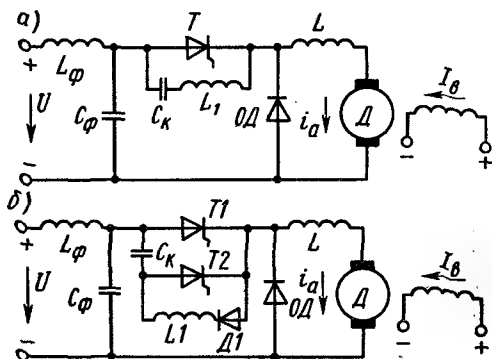 а)
T
L
+
Lф
Cк
L1
Iв
U
Cф
ОД
iа
Д
−
+
−
б)
T1
L
+
Lф
Cк
T2
Iв
U
Cф
L1
Д1
ОД
iа
Д
−
+
−